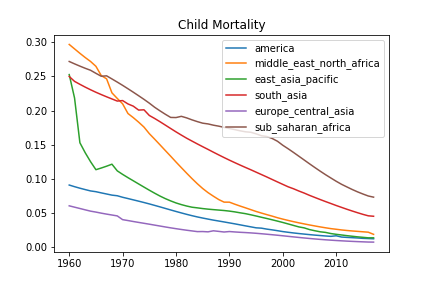 Child Mortality
0.30
0.25
0.20
0.15
0.10
0.05
0.00
america
middle_east_north_africa
east_asia_pacific
south_asia
europe_central_asia
sub_saharan_africa
1960 1970 1980 1990 2000 2010